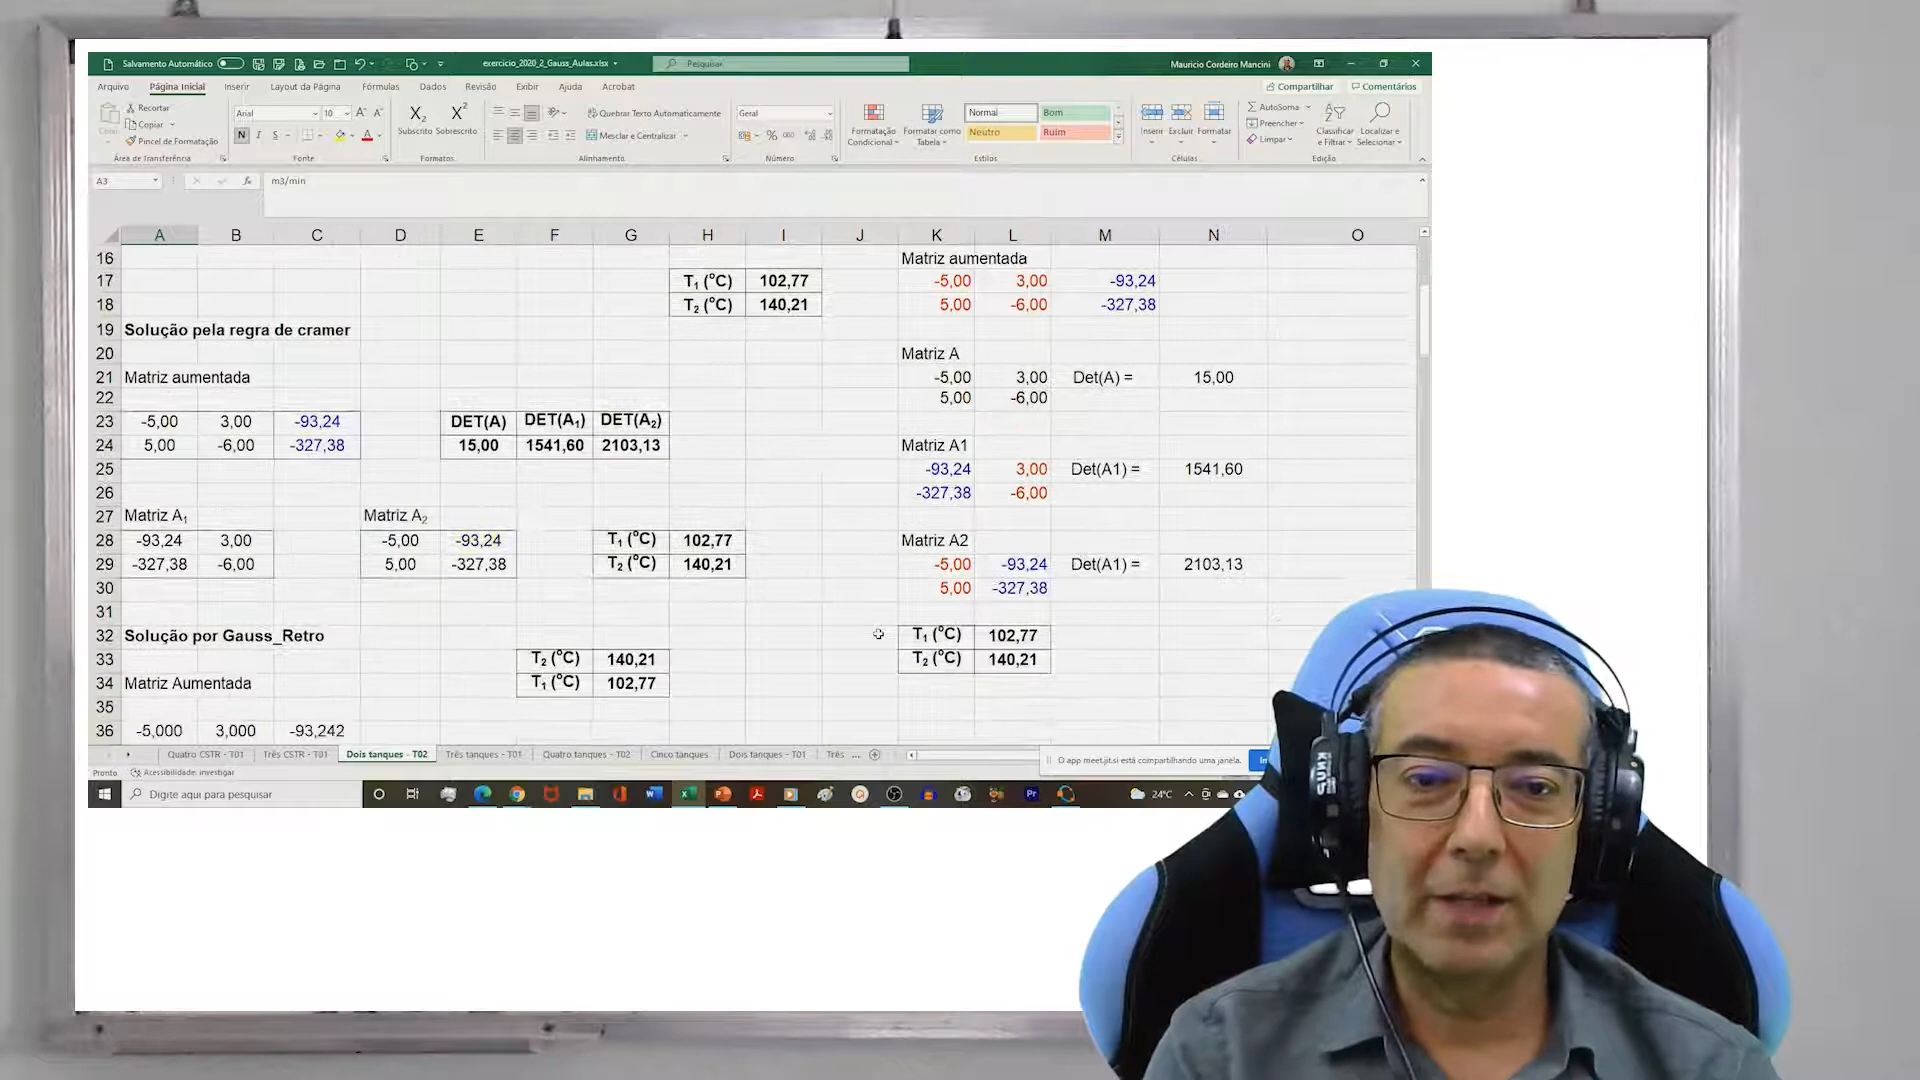 Salvamento Automático
exercicio_2020_2_Gauss_Aulas.xlsx
Pesquisar
Mauricio Cordeiro Mancini
Arquivo Página Inicial Inserir Layout da Página Fórmulas Dados Revisão Exibir Ajuda Acrobat
Compartilhar Comentários
Recortar
Copiar
Pincel de Formatação
Área de Transferência
Arial 10
N I S
Fonte
X₂ X²
Subscrito Sobrescrito
Formatos.
Quebrar Texto Automaticamente
Mesclar e Centralizar
Alinhamento
Geral
% 000
Número
Formatação Condicional
Formatar como Tabela
Normal Bom
Neutro Ruim
Estilos
Inserir Excluir Formatar
Células
AutoSoma
Preencher
Limpar
Classificar e Filtrar
Localizar e Selecionar
Edição
A3 fx m3/min
A B C D E F G H I J K L M N O
16 Matriz aumentada
17 T₁ (°C) 102,77 -5,00 3,00 -93,24
18 T₂ (°C) 140,21 5,00 -6,00 -327,38
19 Solução pela regra de cramer
20 Matriz A
21 Matriz aumentada -5,00 3,00 Det(A) = 15,00
22 5,00 -6,00
23 -5,00 3,00 -93,24 DET(A) DET(A₁) DET(A₂)
24 5,00 -6,00 -327,38 15,00 1541,60 2103,13 Matriz A1
25 -93,24 3,00 Det(A1) = 1541,60
26 -327,38 -6,00
27 Matriz A₁ Matriz A₂
28 -93,24 3,00 -5,00 -93,24 T₁ (°C) 102,77 Matriz A2
29 -327,38 -6,00 5,00 -327,38 T₂ (°C) 140,21 -5,00 -93,24 Det(A1) = 2103,13
30 5,00 -327,38
31
32 Solução por Gauss_Retro T₁ (°C) 102,77
33 T₂ (°C) 140,21 T₂ (°C) 140,21
34 Matriz Aumentada T₁ (°C) 102,77
35
36 -5,000 3,000 -93,242
Quatro CSTR - T01 Três CSTR - T01 Dois tanques - T02 Três tanques - T01 Quatro tanques - T02 Cinco tanques Dois tanques - T01 Três ...
O app meet.jit.si está compartilhando uma janela.
Pronto Acessibilidade: investigar
Digite aqui para pesquisar
24°C
KNUP